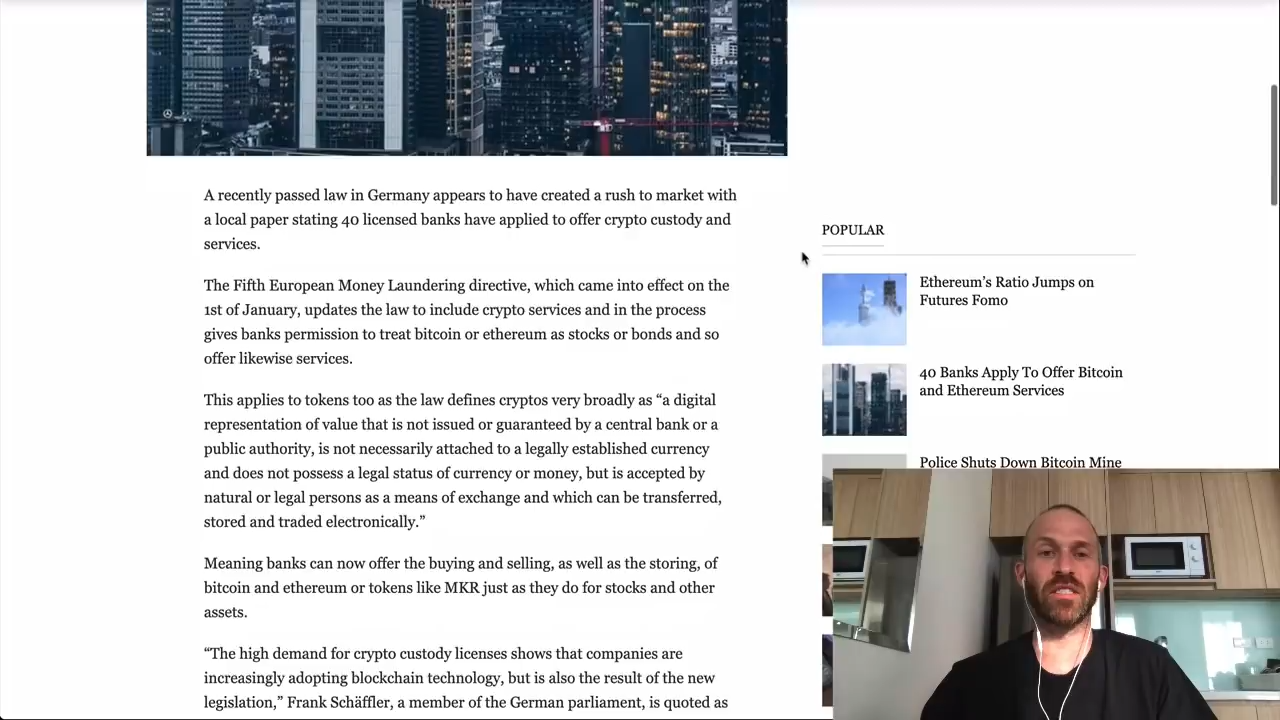 A recently passed law in Germany appears to have created a rush to market with
a local paper stating 40 licensed banks have applied to offer crypto custody and
services.
The Fifth European Money Laundering directive, which came into effect on the
1st of January, updates the law to include crypto services and in the process
gives banks permission to treat bitcoin or ethereum as stocks or bonds and so
offer likewise services.
This applies to tokens too as the law defines cryptos very broadly as “a digital
representation of value that is not issued or guaranteed by a central bank or a
public authority, is not necessarily attached to a legally established currency
and does not possess a legal status of currency or money, but is accepted by
natural or legal persons as a means of exchange and which can be transferred,
stored and traded electronically.”
Meaning banks can now offer the buying and selling, as well as the storing, of
bitcoin and ethereum or tokens like MKR just as they do for stocks and other
assets.
“The high demand for crypto custody licenses shows that companies are
increasingly adopting blockchain technology, but is also the result of the new
legislation,” Frank Schäffler, a member of the German parliament, is quoted as
POPULAR
Ethereum’s Ratio Jumps on
Futures Fomo
40 Banks Apply To Offer Bitcoin
and Ethereum Services
Police Shuts Down Bitcoin Mine